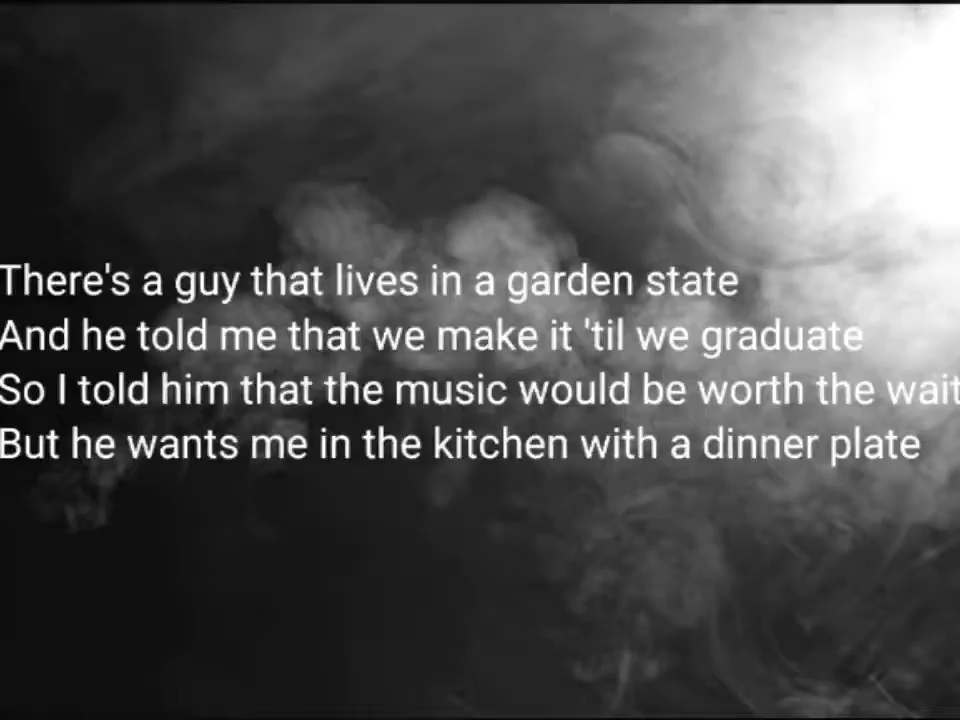 There's a guy that lives in a garden state
And he told me that we make it 'til we graduate
So I told him that the music would be worth the wait
But he wants me in the kitchen with a dinner plate